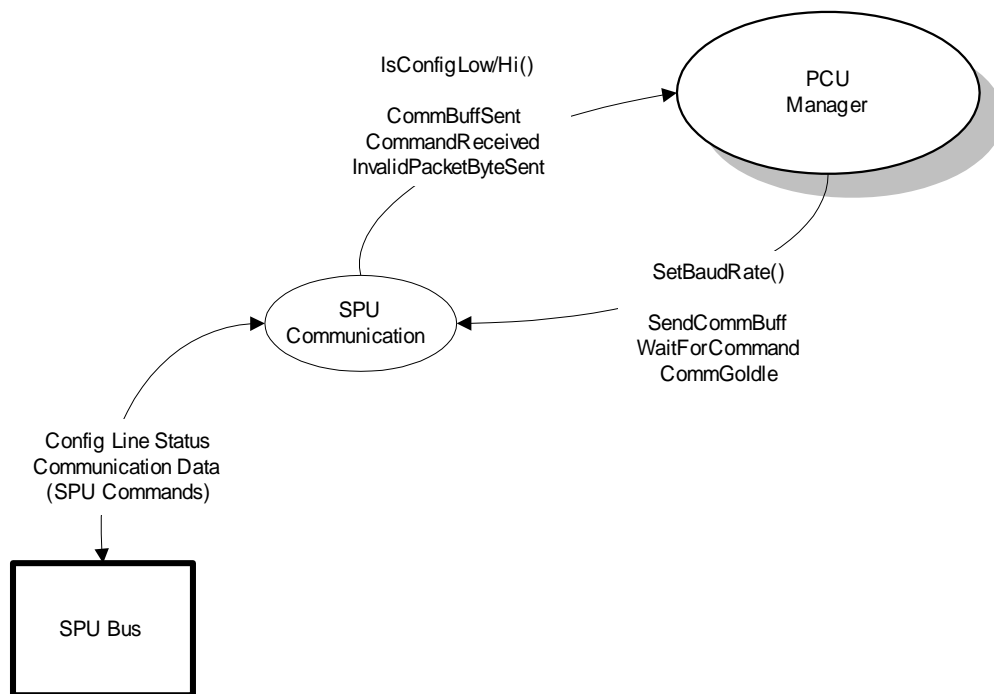 IsConfigLow/Hi()
CommBuffSent
CommandReceived
InvalidPacketByteSent
PCU
Manager
SetBaudRate()
SendCommBuff
WaitForCommand
CommGoIdle
SPU
Communication
Config Line Status
Communication Data
(SPU Commands)
SPU Bus